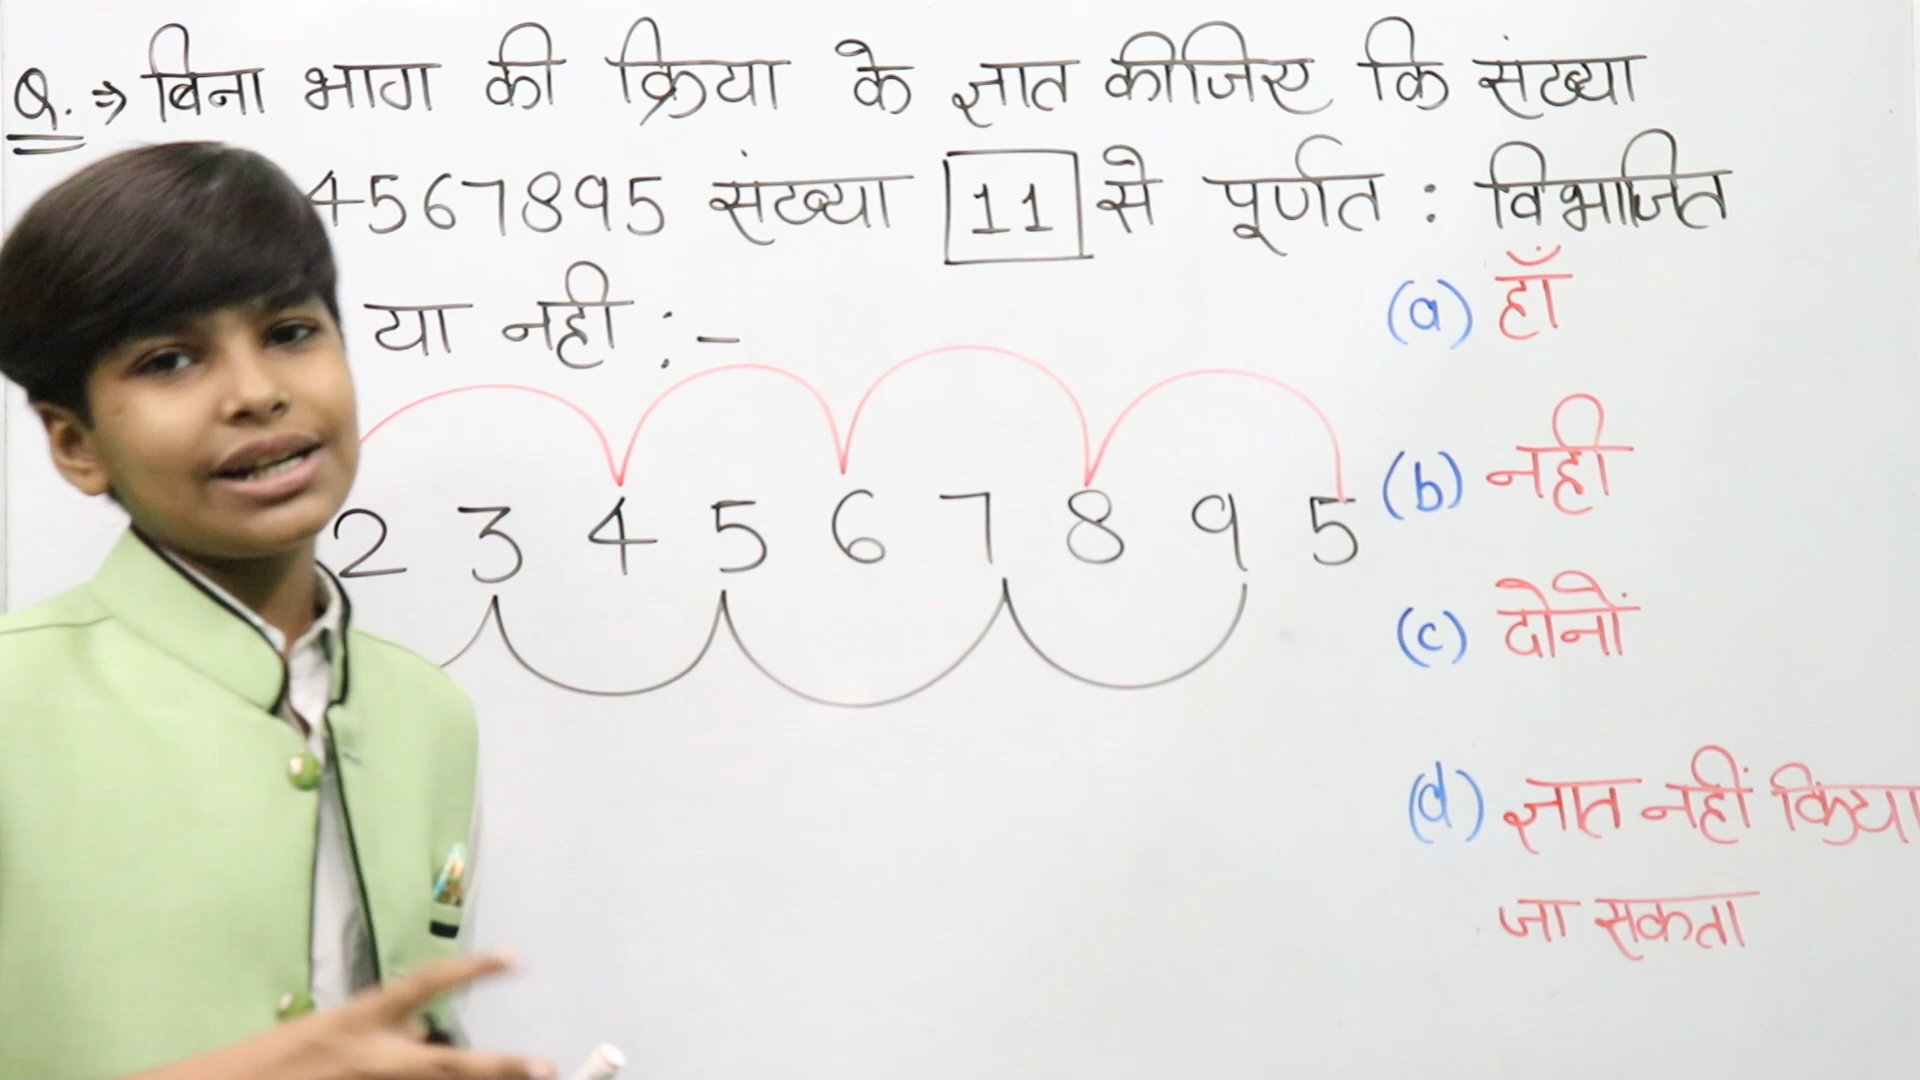 Q. ⇒ बिना भाग की क्रिया के ज्ञात कीजिए कि संख्या
4567895 संख्या 11 से पूर्णत : विभाजित
या नही :-
(a) हाँ
2 3 4 5 6 7 8 9 5
(b) नही
(c) दोनों
(d) ज्ञात नहीं किया
जा सकता